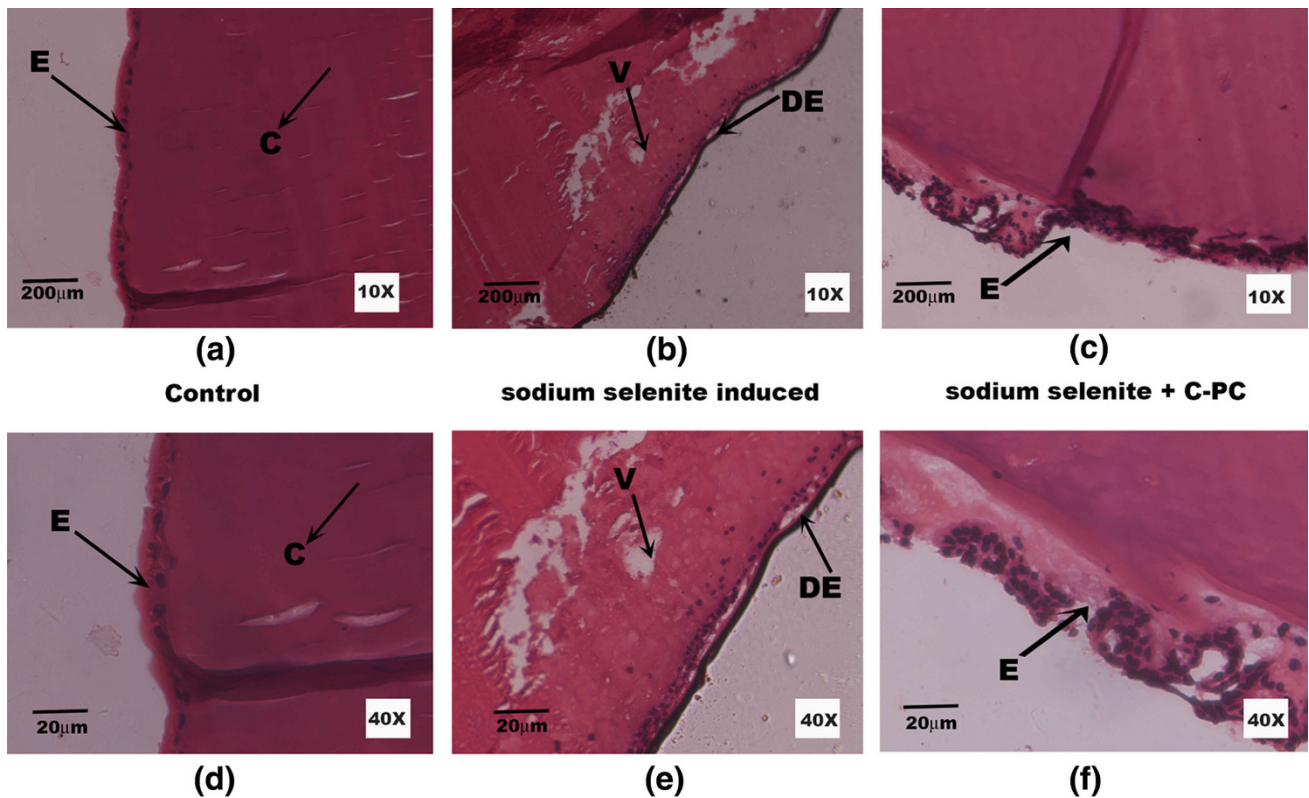 E
C
200µm
10X
(a)
V
DE
200µm
10X
(b)
E
200µm
10X
(c)
Control
sodium selenite induced
sodium selenite + C-PC
E
C
20µm
40X
(d)
V
DE
20µm
40X
(e)
E
20µm
40X
(f)